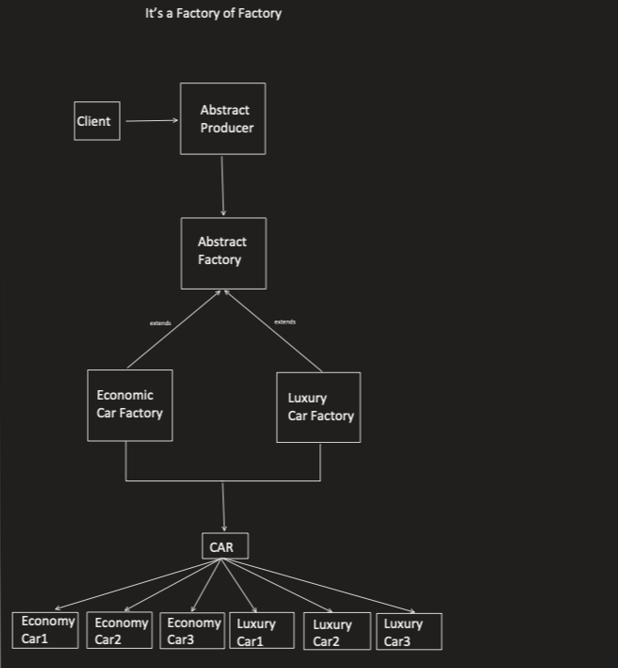 It's a Factory of Factory
Client
Abstract
Producer
Abstract
Factory
extends
extends
Economic
Car Factory
Luxury
Car Factory
CAR
Economy
Car1
Economy
Car2
Economy
Car3
Luxury
Car1
Luxury
Car2
Luxury
Car3